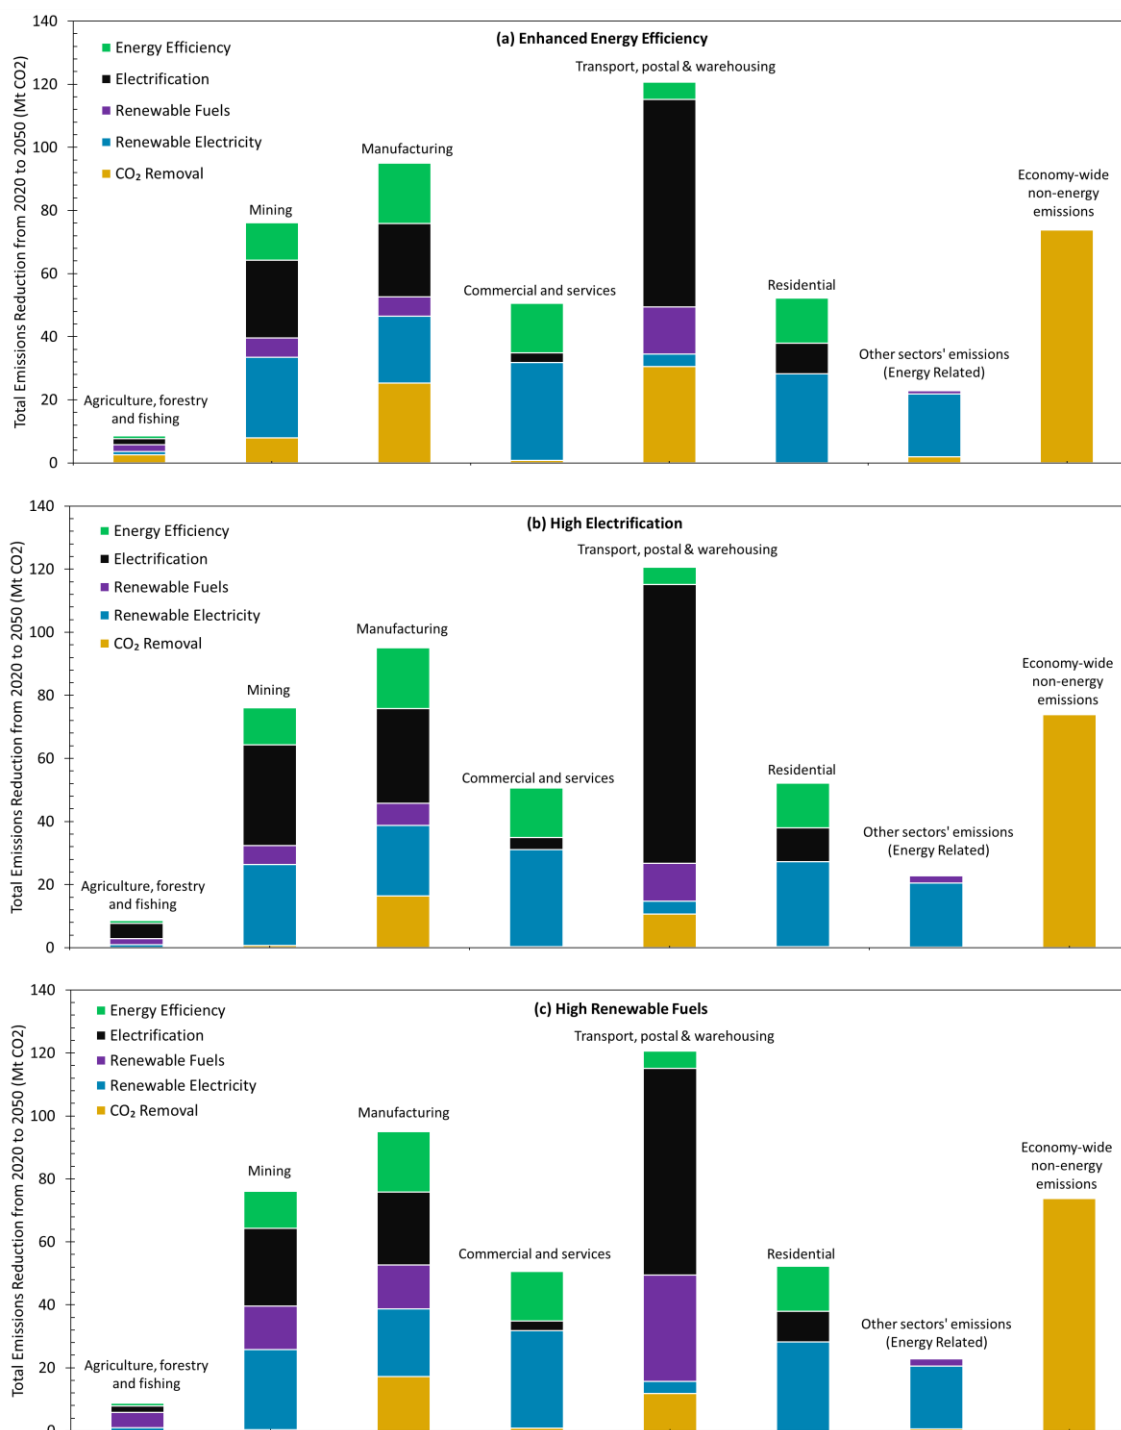 140
120
100
80
60
40
20
0
Total Emissions Reduction from 2020 to 2050 (Mt CO2)
(a) Enhanced Energy Efficiency
Energy Efficiency
Electrification
Renewable Fuels
Renewable Electricity
CO₂ Removal
Agriculture, forestry
and fishing
Mining
Manufacturing
Commercial and services
Transport, postal & warehousing
Residential
Other sectors' emissions
(Energy Related)
Economy-wide
non-energy
emissions
140
120
100
80
60
40
20
0
Total Emissions Reduction from 2020 to 2050 (Mt CO2)
(b) High Electrification
Energy Efficiency
Electrification
Renewable Fuels
Renewable Electricity
CO₂ Removal
Agriculture, forestry
and fishing
Mining
Manufacturing
Commercial and services
Transport, postal & warehousing
Residential
Other sectors' emissions
(Energy Related)
Economy-wide
non-energy
emissions
140
120
100
80
60
40
20
0
Total Emissions Reduction from 2020 to 2050 (Mt CO2)
(c) High Renewable Fuels
Energy Efficiency
Electrification
Renewable Fuels
Renewable Electricity
CO₂ Removal
Agriculture, forestry
and fishing
Mining
Manufacturing
Commercial and services
Transport, postal & warehousing
Residential
Other sectors' emissions
(Energy Related)
Economy-wide
non-energy
emissions